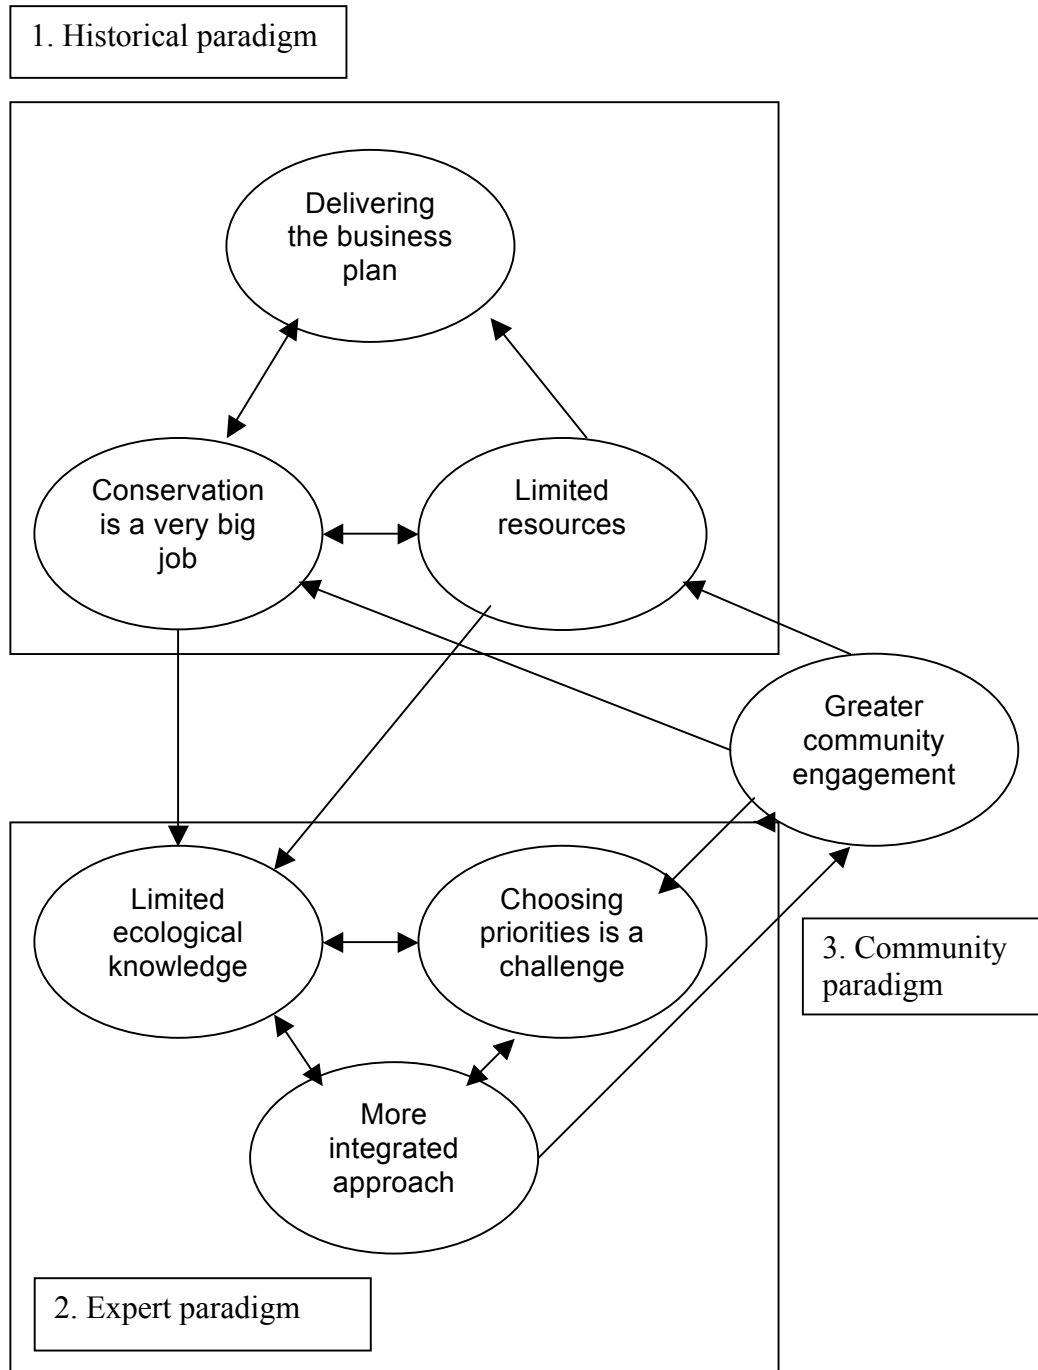 1. Historical paradigm
Delivering
the business
plan
Conservation
is a very big
job
Limited
resources
Greater
community
engagement
Limited
ecological
knowledge
Choosing
priorities is a
challenge
3. Community
paradigm
More
integrated
approach
2. Expert paradigm